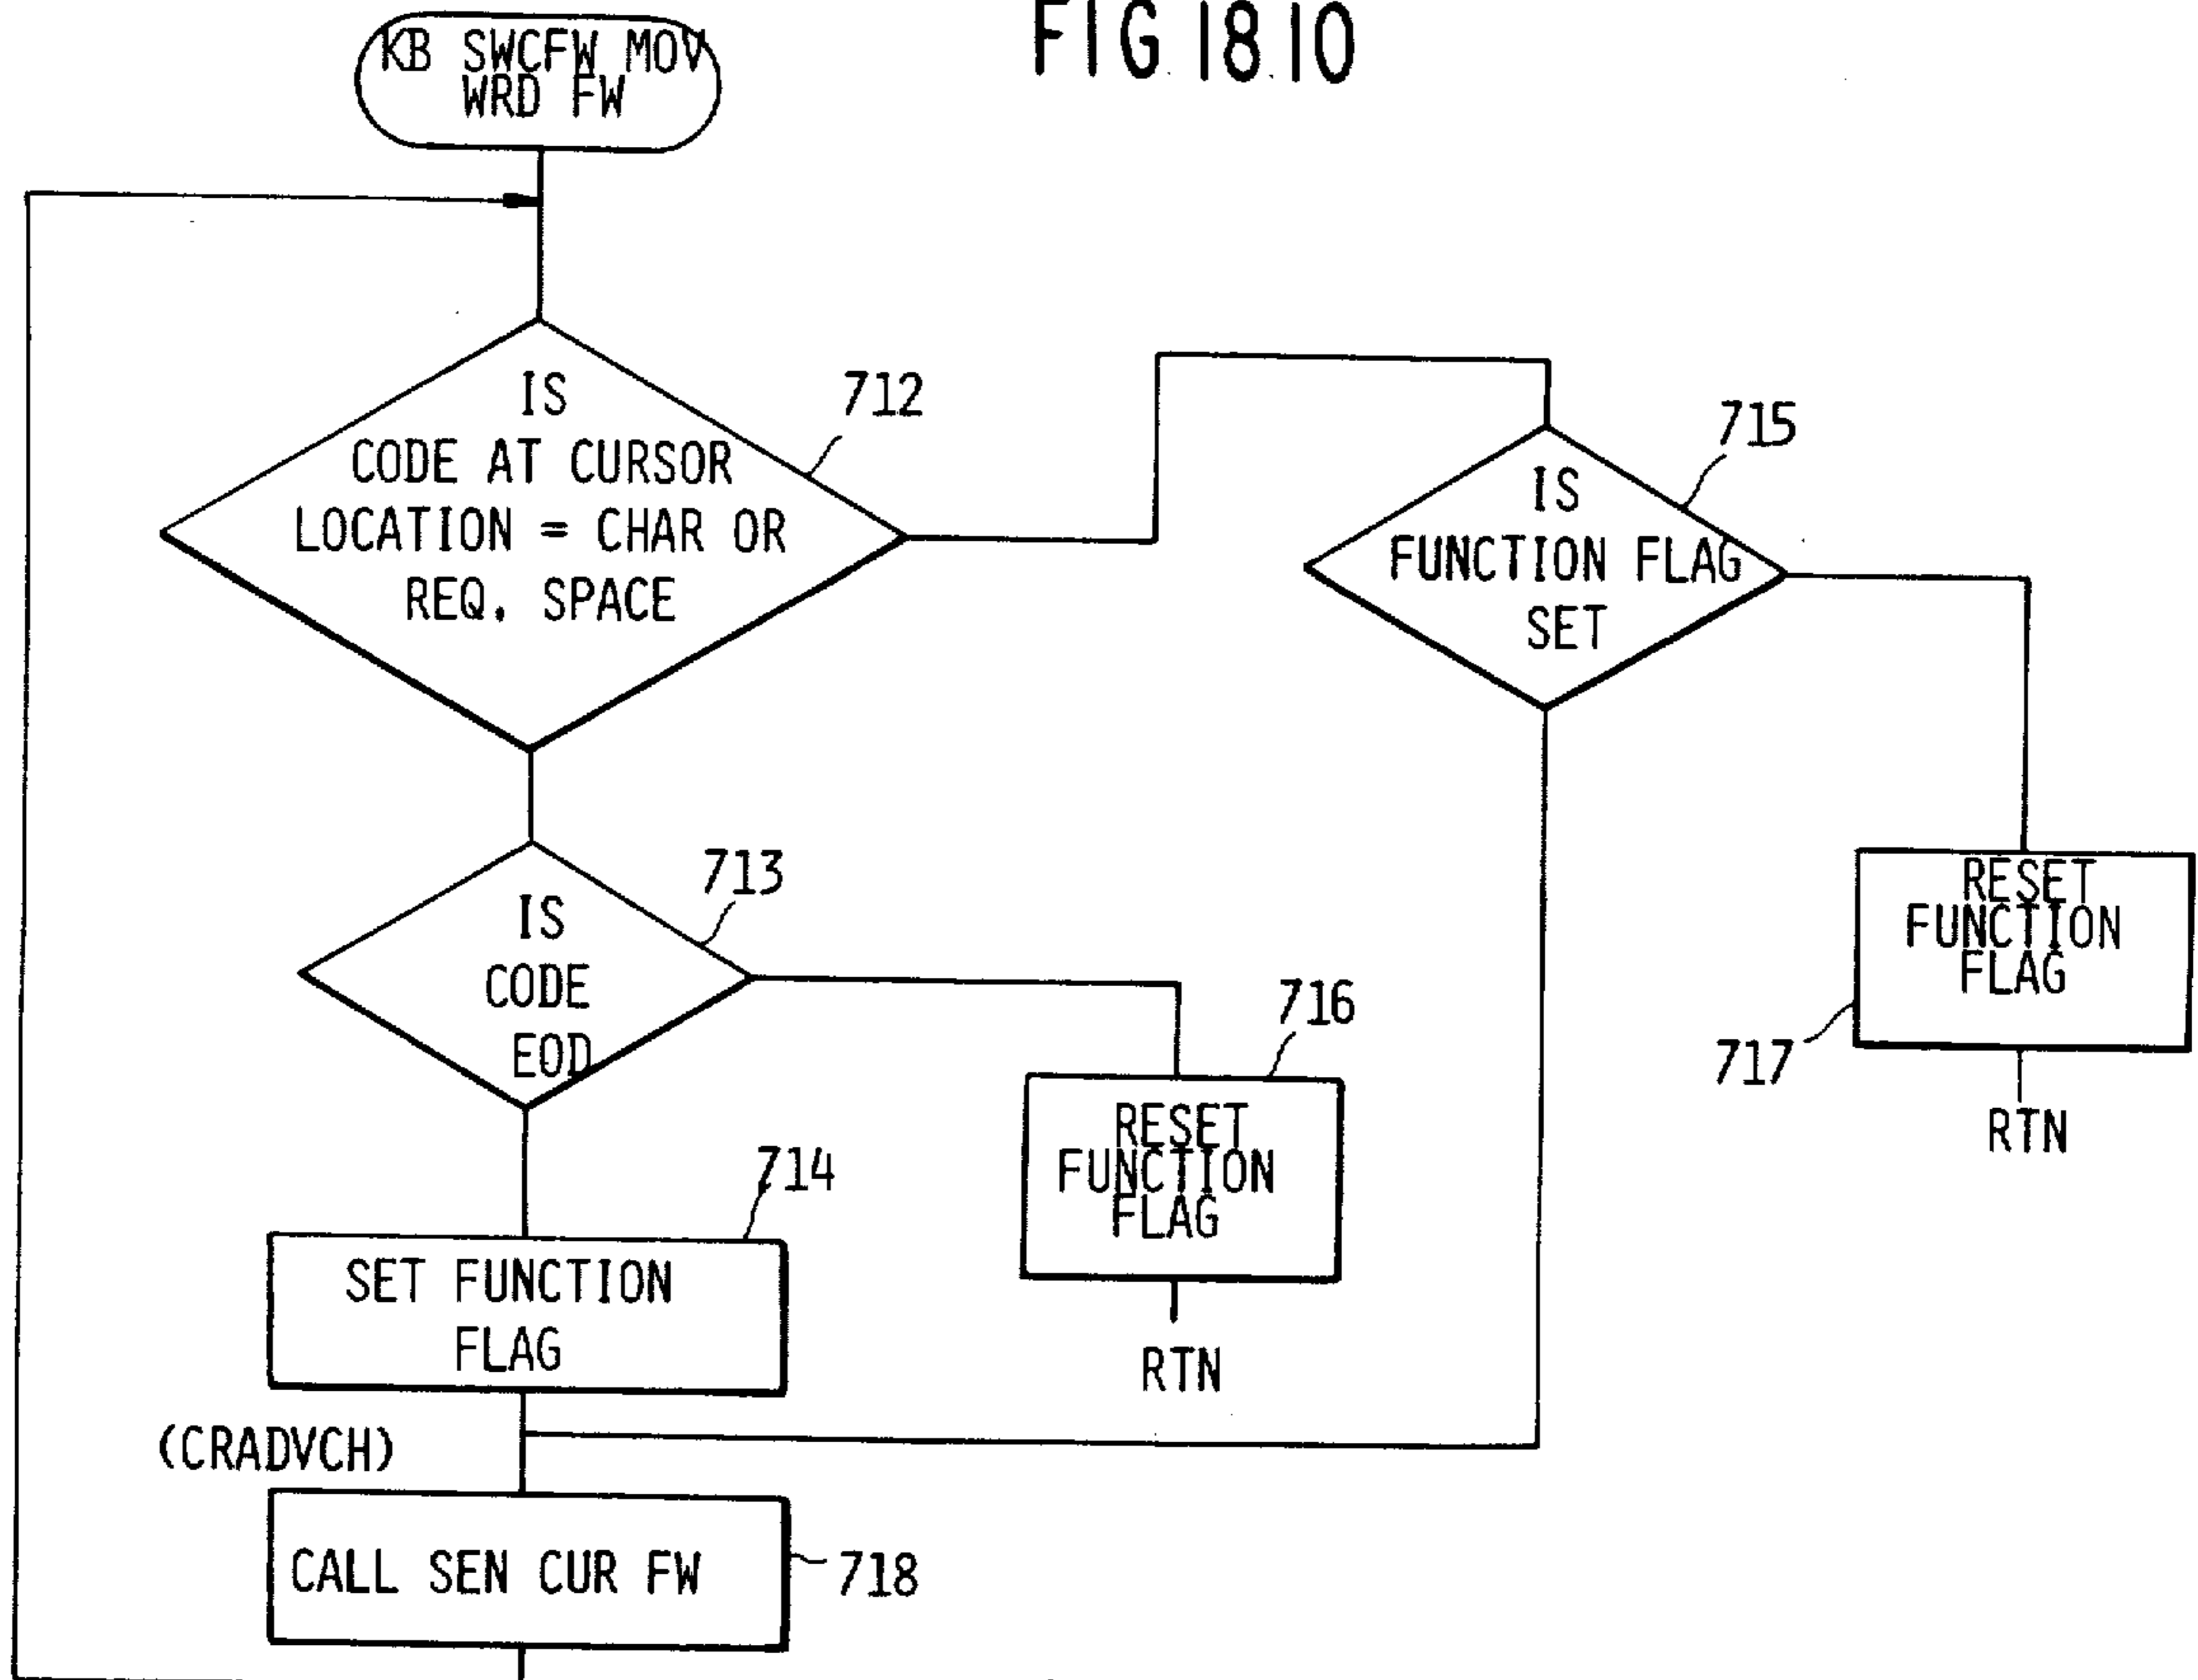 FIG 18.10
KB SWCFW MOV
WRD FW
712
IS
CODE AT CURSOR
LOCATION = CHAR OR
REQ. SPACE
715
IS
FUNCTION FLAG
SET
713
IS
CODE
EOD
716
RESET
FUNCTION
FLAG
RTN
717
RESET
FUNCTION
FLAG
RTN
714
SET FUNCTION
FLAG
(CRADVCH)
CALL SEN CUR FW
718